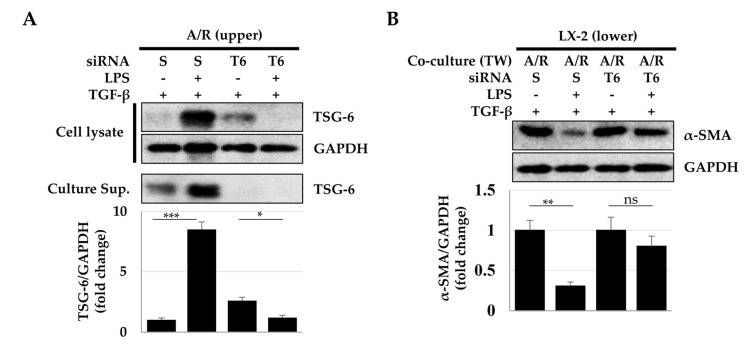 A
A/R (upper)
siRNA S S T6 T6
LPS - + - +
TGF-β + + + +
Cell lysate
TSG-6
GAPDH
Culture Sup.
TSG-6
TSG-6/GAPDH
(fold change)
10
5
0
***
*
B
LX-2 (lower)
Co-culture (TW) A/R A/R A/R A/R
siRNA S S T6 T6
LPS - + - +
TGF-β + + + +
α-SMA
GAPDH
α-SMA/GAPDH
(fold change)
1.5
1
0.5
0
**
ns